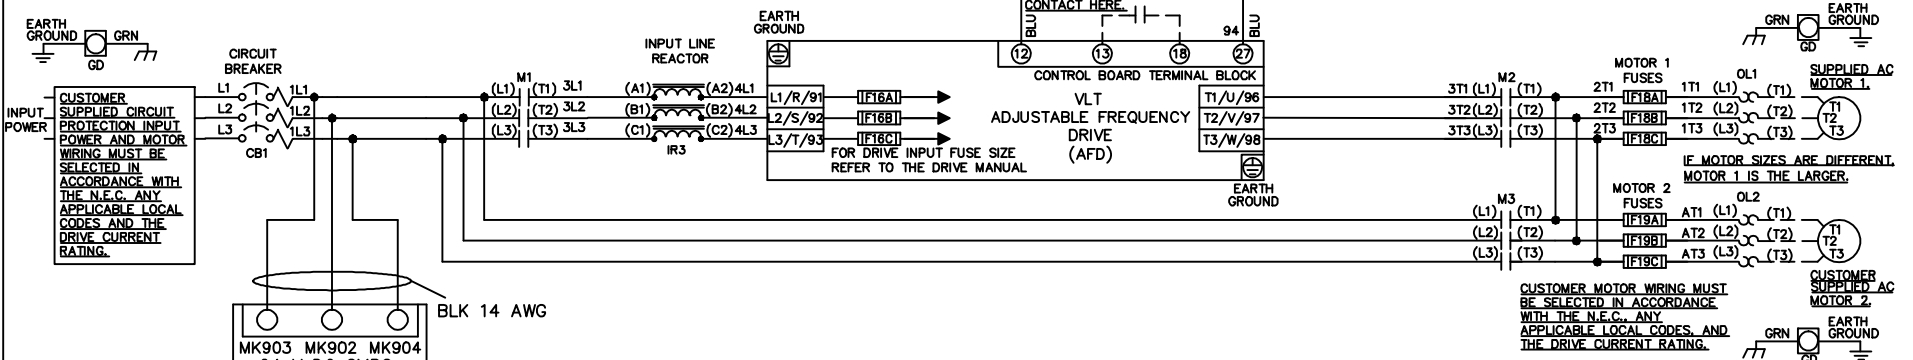 CONTACT HERE.
BLU
94
BLU
12
13
18
27
CONTROL BOARD TERMINAL BLOCK
EARTH
GROUND
GRN
GD
CIRCUIT
BREAKER
L1
L2
L3
1L1
1L2
1L3
CB1
INPUT
POWER
CUSTOMER
SUPPLIED CIRCUIT
PROTECTION INPUT
POWER AND MOTOR
WIRING MUST BE
SELECTED IN
ACCORDANCE WITH
THE N.E.C. ANY
APPLICABLE LOCAL
CODES AND THE
DRIVE CURRENT
RATING.
BLK 14 AWG
MK903 MK902 MK904
M1
(L1) (T1) 3L1
(L2) (T2) 3L2
(L3) (T3) 3L3
INPUT LINE
REACTOR
(A1) (A2) 4L1
(B1) (B2) 4L2
(C1) (C2) 4L3
IR3
EARTH
GROUND
L1/R/91
L2/S/92
L3/T/93
F16A
F16B
F16C
FOR DRIVE INPUT FUSE SIZE
REFER TO THE DRIVE MANUAL
VLT
ADJUSTABLE FREQUENCY
DRIVE
(AFD)
T1/U/96
T2/V/97
T3/W/98
EARTH
GROUND
M2
3T1 (L1) (T1)
3T2 (L2) (T2)
3T3 (L3) (T3)
MOTOR 1
FUSES
2T1 F18A 1T1 (L1) (T1)
2T2 F18B 1T2 (L2) (T2)
2T3 F18C 1T3 (L3) (T3)
OL1
T1
T2
T3
GRN
GD
EARTH
GROUND
SUPPLIED AC
MOTOR 1.
IF MOTOR SIZES ARE DIFFERENT,
MOTOR 1 IS THE LARGER.
M3
(L1) (T1)
(L2) (T2)
(L3) (T3)
MOTOR 2
FUSES
F19A AT1 (L1) (T1)
F19B AT2 (L2) (T2)
F19C AT3 (L3) (T3)
OL2
T1
T2
T3
CUSTOMER
SUPPLIED AC
MOTOR 2.
CUSTOMER MOTOR WIRING MUST
BE SELECTED IN ACCORDANCE
WITH THE N.E.C., ANY
APPLICABLE LOCAL CODES, AND
THE DRIVE CURRENT RATING.
GRN
GD
EARTH
GROUND